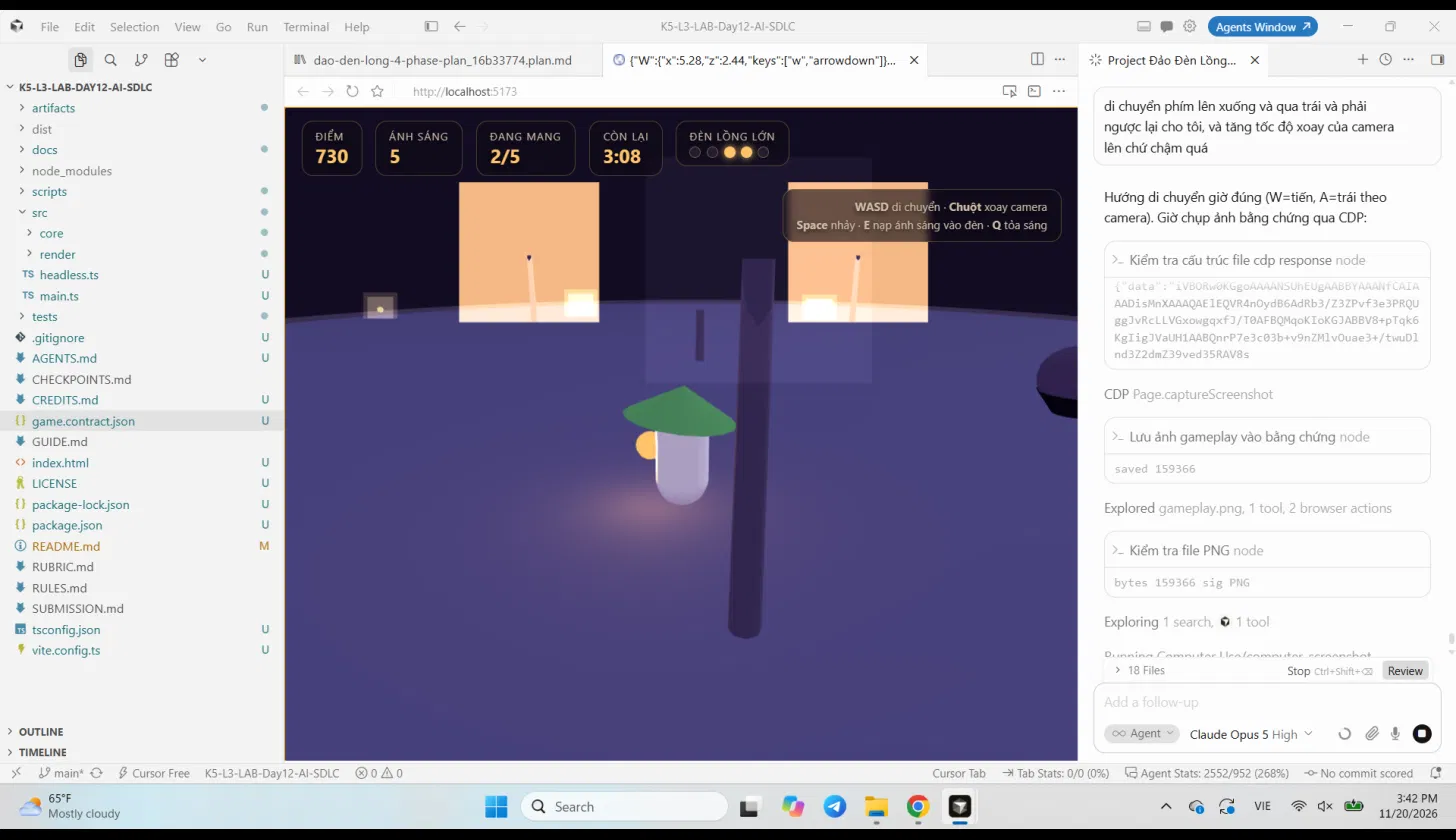 File Edit Selection View Go Run Terminal Help
K5-L3-LAB-Day12-AI-SDLC
Agents Window
K5-L3-LAB-DAY12-AI-SDLC
artifacts
dist
docs
node_modules
scripts
src
core
render
TS headless.ts U
TS main.ts U
tests
.gitignore U
AGENTS.md U
CHECKPOINTS.md
CREDITS.md U
{} game.contract.json U
GUIDE.md
<> index.html U
LICENSE U
{} package-lock.json U
{} package.json U
README.md M
RUBRIC.md
RULES.md
SUBMISSION.md
tsconfig.json U
vite.config.ts U
OUTLINE
TIMELINE
dao-den-long-4-phase-plan_16b33774.plan.md
{"W":{"x":5.28,"z":2.44,"keys":["w","arrowdown"]}...
http://localhost:5173
ĐIỂM
730
ÁNH SÁNG
5
ĐANG MANG
2/5
CÒN LẠI
3:08
ĐÈN LỒNG LỚN
WASD di chuyển · Chuột xoay camera
Space nhảy · E nạp ánh sáng vào đèn · Q tỏa sáng
Project Đảo Đèn Lồng...
di chuyển phím lên xuống và qua trái và phải
ngược lại cho tôi, và tăng tốc độ xoay của camera
lên chứ chậm quá
Hướng di chuyển giờ đúng (W=tiến, A=trái theo
camera). Giờ chụp ảnh bằng chứng qua CDP:
Kiểm tra cấu trúc file cdp response node
CDP Page.captureScreenshot
Lưu ảnh gameplay vào bằng chứng node
saved 159366
Explored gameplay.png, 1 tool, 2 browser actions
Kiểm tra file PNG node
bytes 159366 sig PNG
Exploring 1 search, 1 tool
18 Files
Stop Ctrl+Shift+⌫
Review
Add a follow-up
Agent
Claude Opus 5 High
main*
Cursor Free
K5-L3-LAB-Day12-AI-SDLC
0 0
Cursor Tab
Tab Stats: 0/0 (0%)
Agent Stats: 2552/952 (268%)
No commit scored
65°F
Mostly cloudy
Search
VIE
3:42 PM
11/20/2026